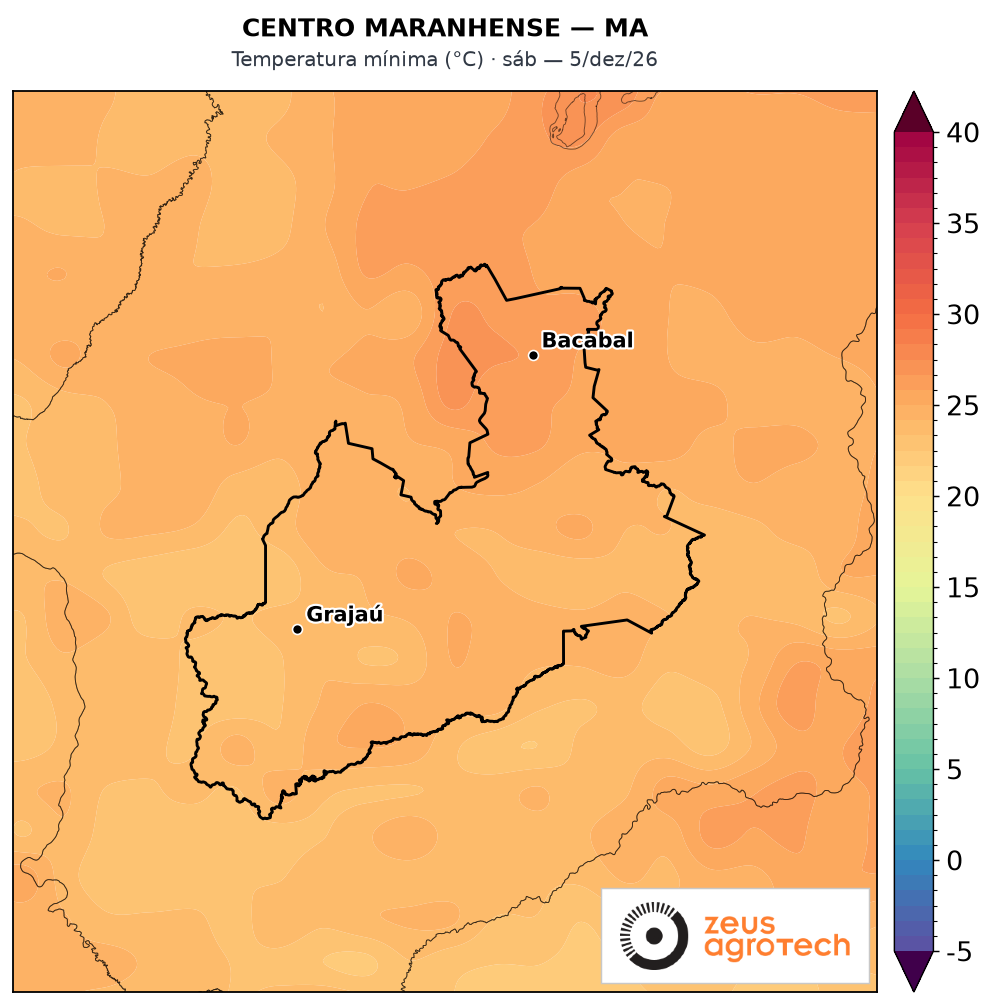 CENTRO MARANHENSE — MA
Temperatura mínima (°C) · sáb — 5/dez/26
40
35
30
25
20
15
10
5
0
-5
Bacabal
Grajaú
zeus
agrotech